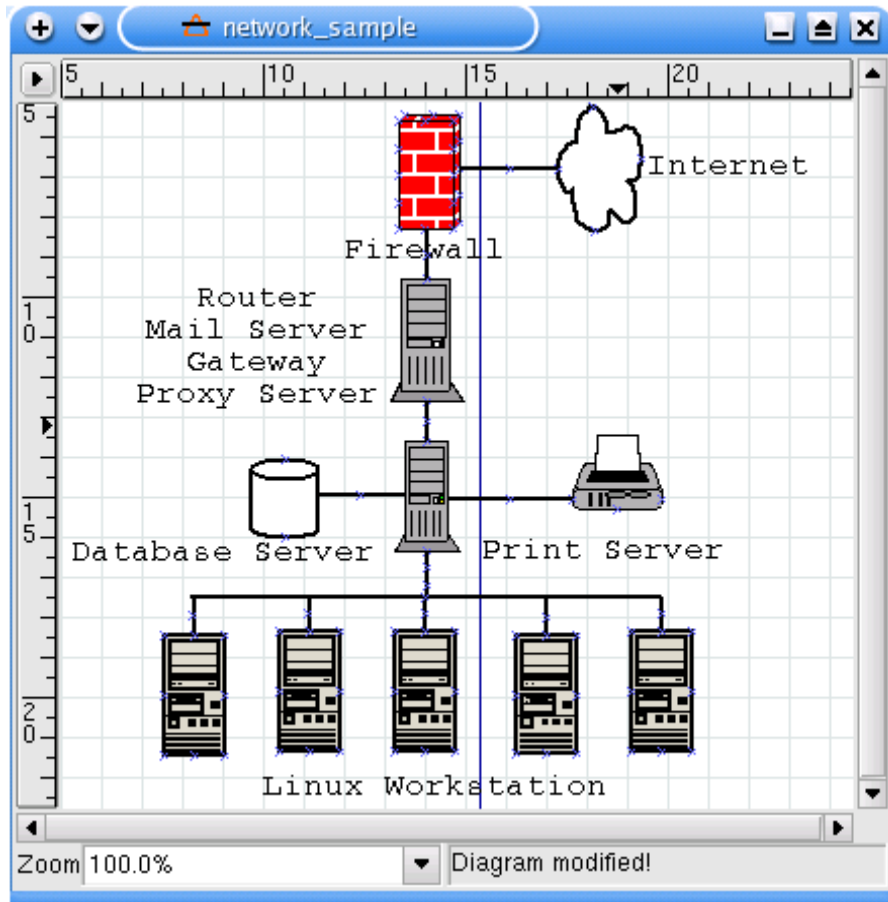 network_sample
5 10 15 20
5
Internet
Firewall
10
Router
Mail Server
Gateway
Proxy Server
15
Database Server
Print Server
20
Linux Workstation
Zoom 100.0% Diagram modified!